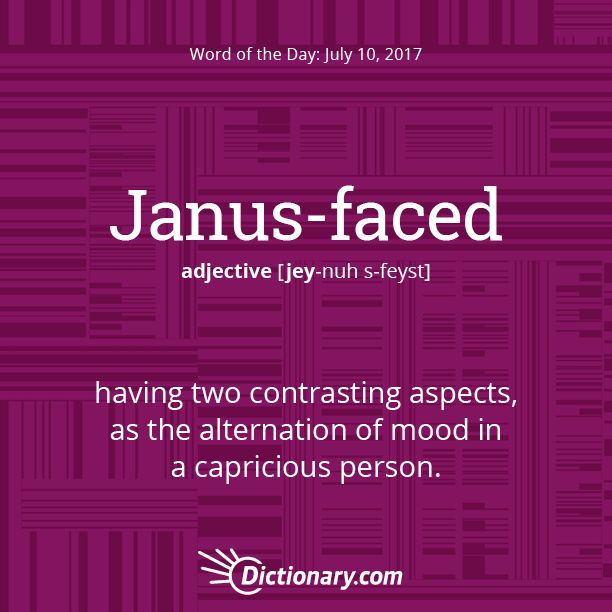 Word of the Day: July 10, 2017
Janus-faced
adjective [jey-nuh s-feyst]
having two contrasting aspects,
as the alternation of mood in
a capricious person.
Dictionary.com